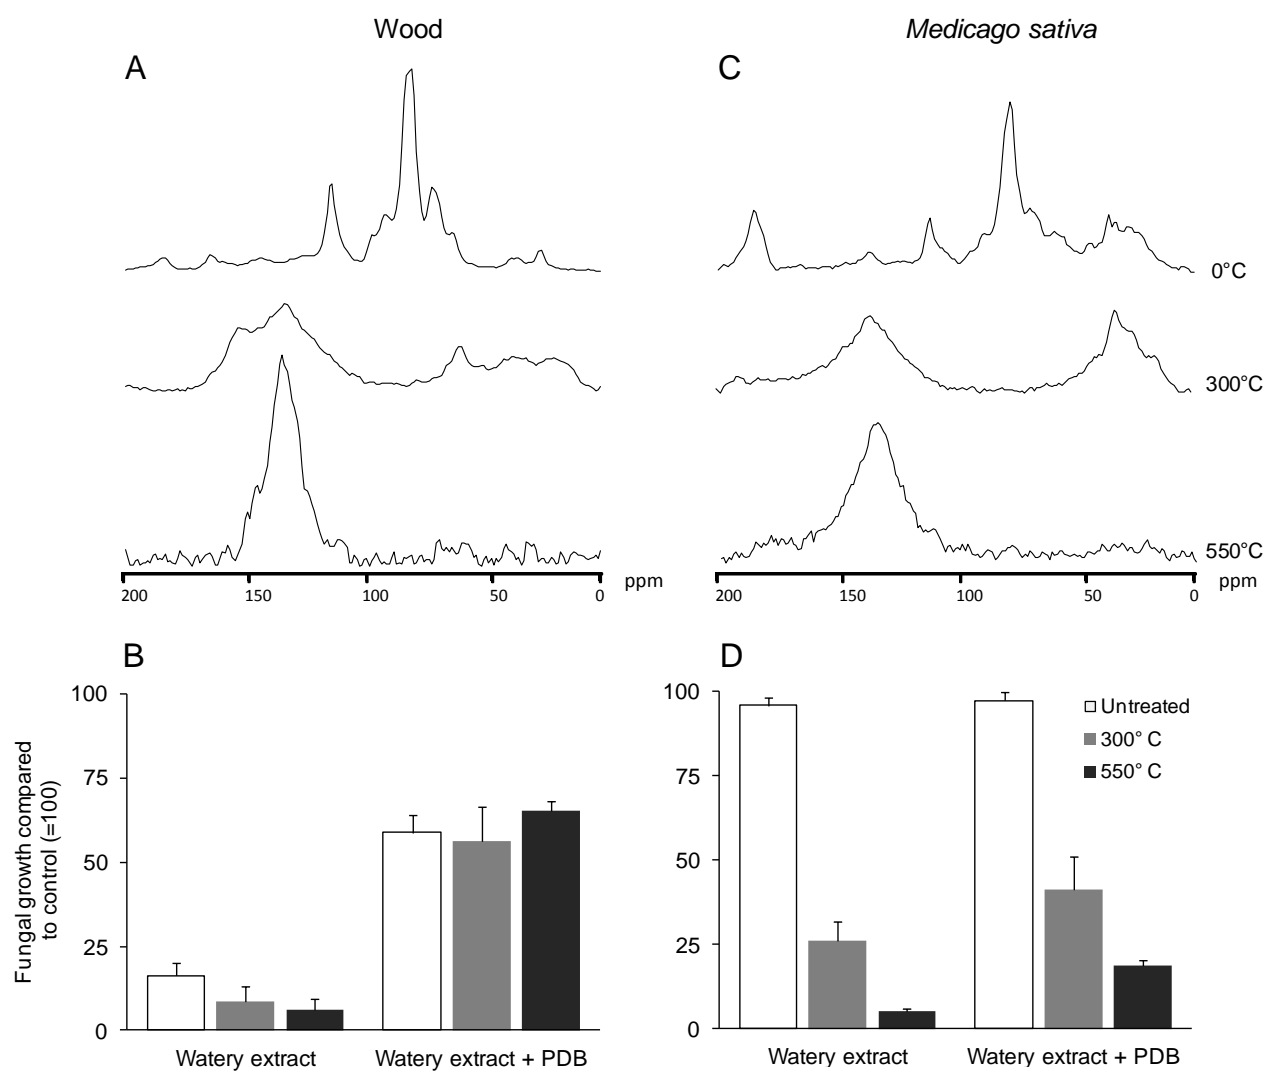 Wood
Medicago sativa
A
C
0°C
300°C
550°C
200 150 100 50 0 ppm
200 150 100 50 0 ppm
B
D
100
75
50
25
0
Fungal growth compared
to control (=100)
Watery extract
Watery extract + PDB
100
75
50
25
0
Untreated
300° C
550° C
Watery extract
Watery extract + PDB